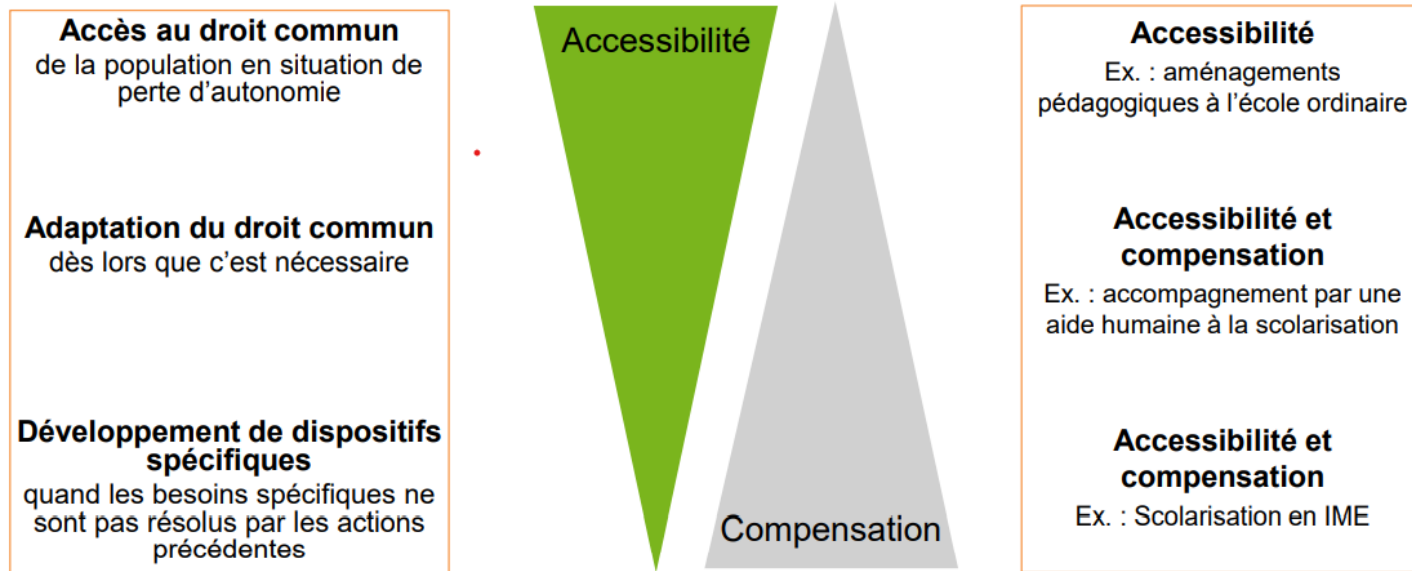 Accès au droit commun
de la population en situation de
perte d'autonomie
Adaptation du droit commun
dès lors que c'est nécessaire
Développement de dispositifs
spécifiques
quand les besoins spécifiques ne
sont pas résolus par les actions
précédentes
Accessibilité
Compensation
Accessibilité
Ex. : aménagements
pédagogiques à l'école ordinaire
Accessibilité et
compensation
Ex. : accompagnement par une
aide humaine à la scolarisation
Accessibilité et
compensation
Ex. : Scolarisation en IME